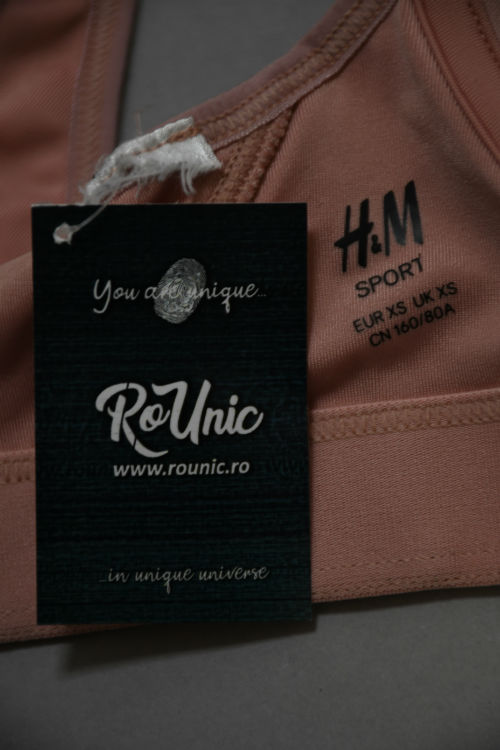 You are unique...
RoUnic
www.rounic.ro
...in unique universe
H&M
SPORT
EUR XS UK XS
CN 160/80A